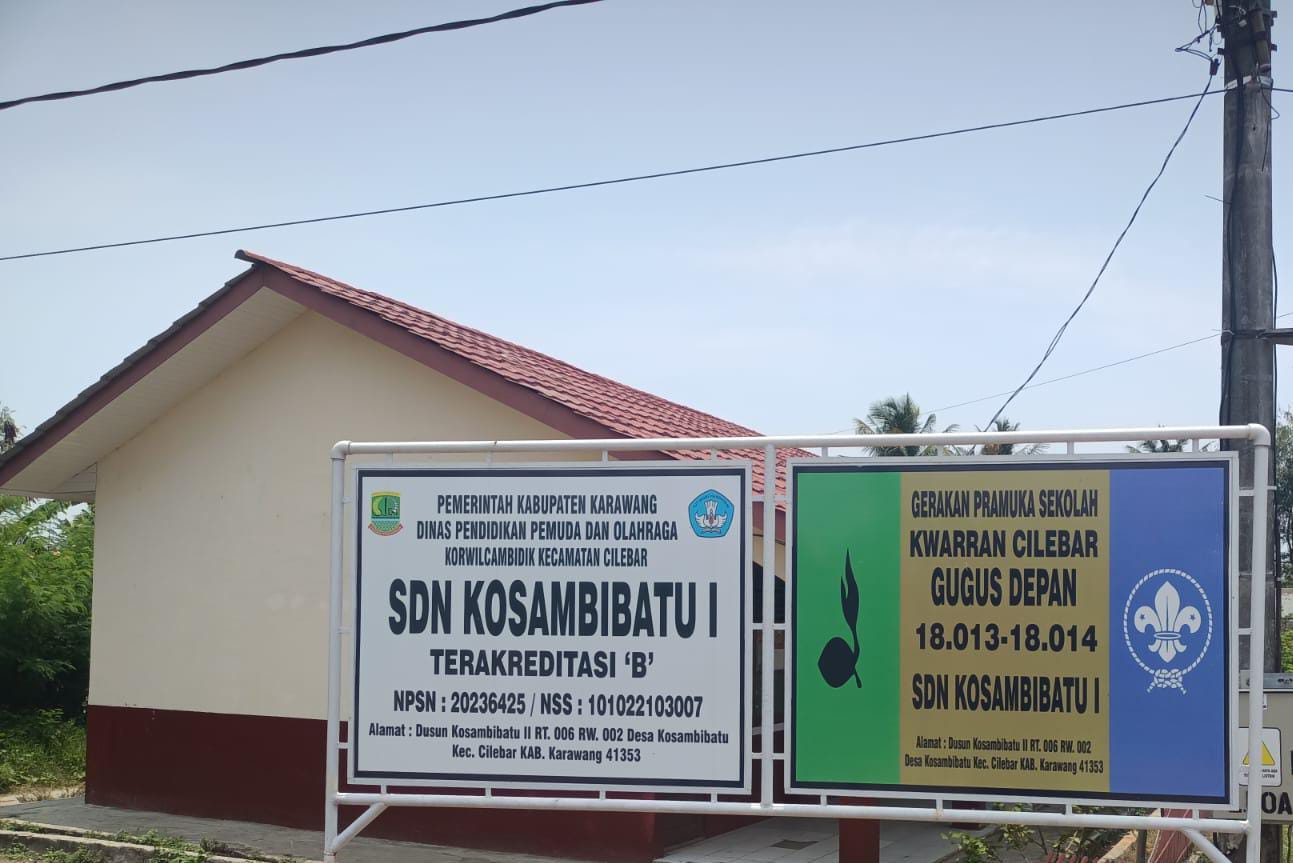 PEMERINTAH KABUPATEN KARAWANG
DINAS PENDIDIKAN PEMUDA DAN OLAHRAGA
KORWILCAMBIDIK KECAMATAN CILEBAR
SDN KOSAMBIBATU I
TERAKREDITASI ‘B’
NPSN : 20236425 / NSS : 101022103007
Alamat : Dusun Kosambibatu II RT. 006 RW. 002 Desa Kosambibatu
Kec. Cilebar KAB. Karawang 41353
GERAKAN PRAMUKA SEKOLAH
KWARRAN CILEBAR
GUGUS DEPAN
18.013-18.014
SDN KOSAMBIBATU I
Alamat : Dusun Kosambibatu II RT. 006 RW. 002
Desa Kosambibatu Kec. Cilebar KAB. Karawang 41353